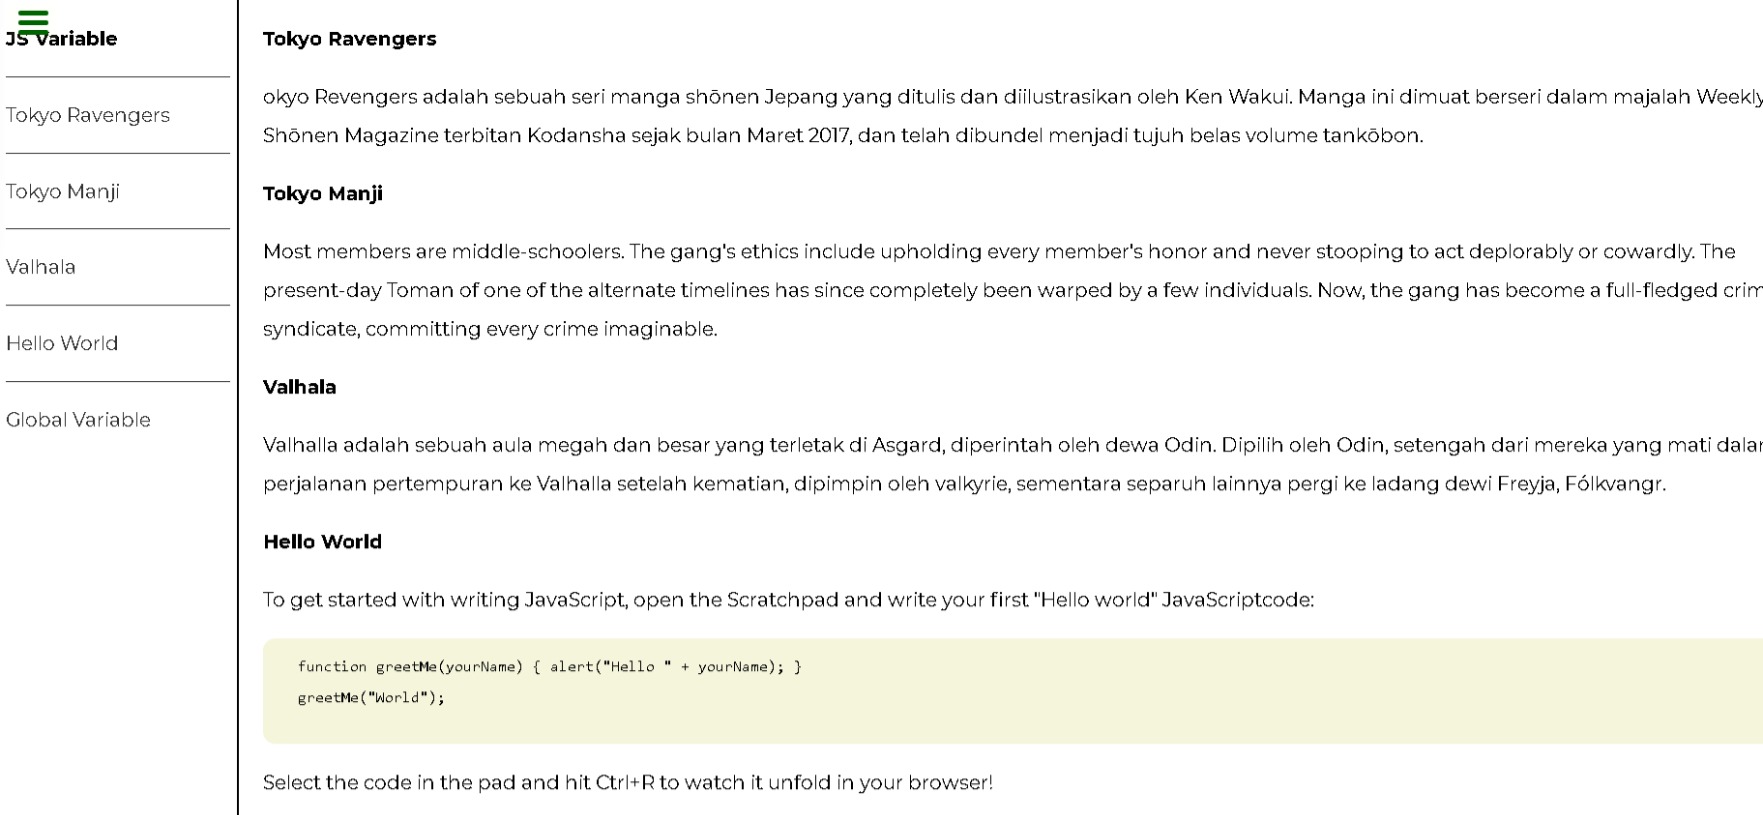 JS Variable
Tokyo Ravengers
Tokyo Manji
Valhala
Hello World
Global Variable
Tokyo Ravengers
okyo Revengers adalah sebuah seri manga shōnen Jepang yang ditulis dan diilustrasikan oleh Ken Wakui. Manga ini dimuat berseri dalam majalah Weekly
Shōnen Magazine terbitan Kodansha sejak bulan Maret 2017, dan telah dibundel menjadi tujuh belas volume tankōbon.
Tokyo Manji
Most members are middle-schoolers. The gang's ethics include upholding every member's honor and never stooping to act deplorably or cowardly. The
present-day Toman of one of the alternate timelines has since completely been warped by a few individuals. Now, the gang has become a full-fledged crim
syndicate, committing every crime imaginable.
Valhala
Valhalla adalah sebuah aula megah dan besar yang terletak di Asgard, diperintah oleh dewa Odin. Dipilih oleh Odin, setengah dari mereka yang mati dalam
perjalanan pertempuran ke Valhalla setelah kematian, dipimpin oleh valkyrie, sementara separuh lainnya pergi ke ladang dewi Freyja, Fólkvangr.
Hello World
To get started with writing JavaScript, open the Scratchpad and write your first "Hello world" JavaScriptcode:
function greetMe(yourName) { alert("Hello " + yourName); }
greetMe("World");
Select the code in the pad and hit Ctrl+R to watch it unfold in your browser!